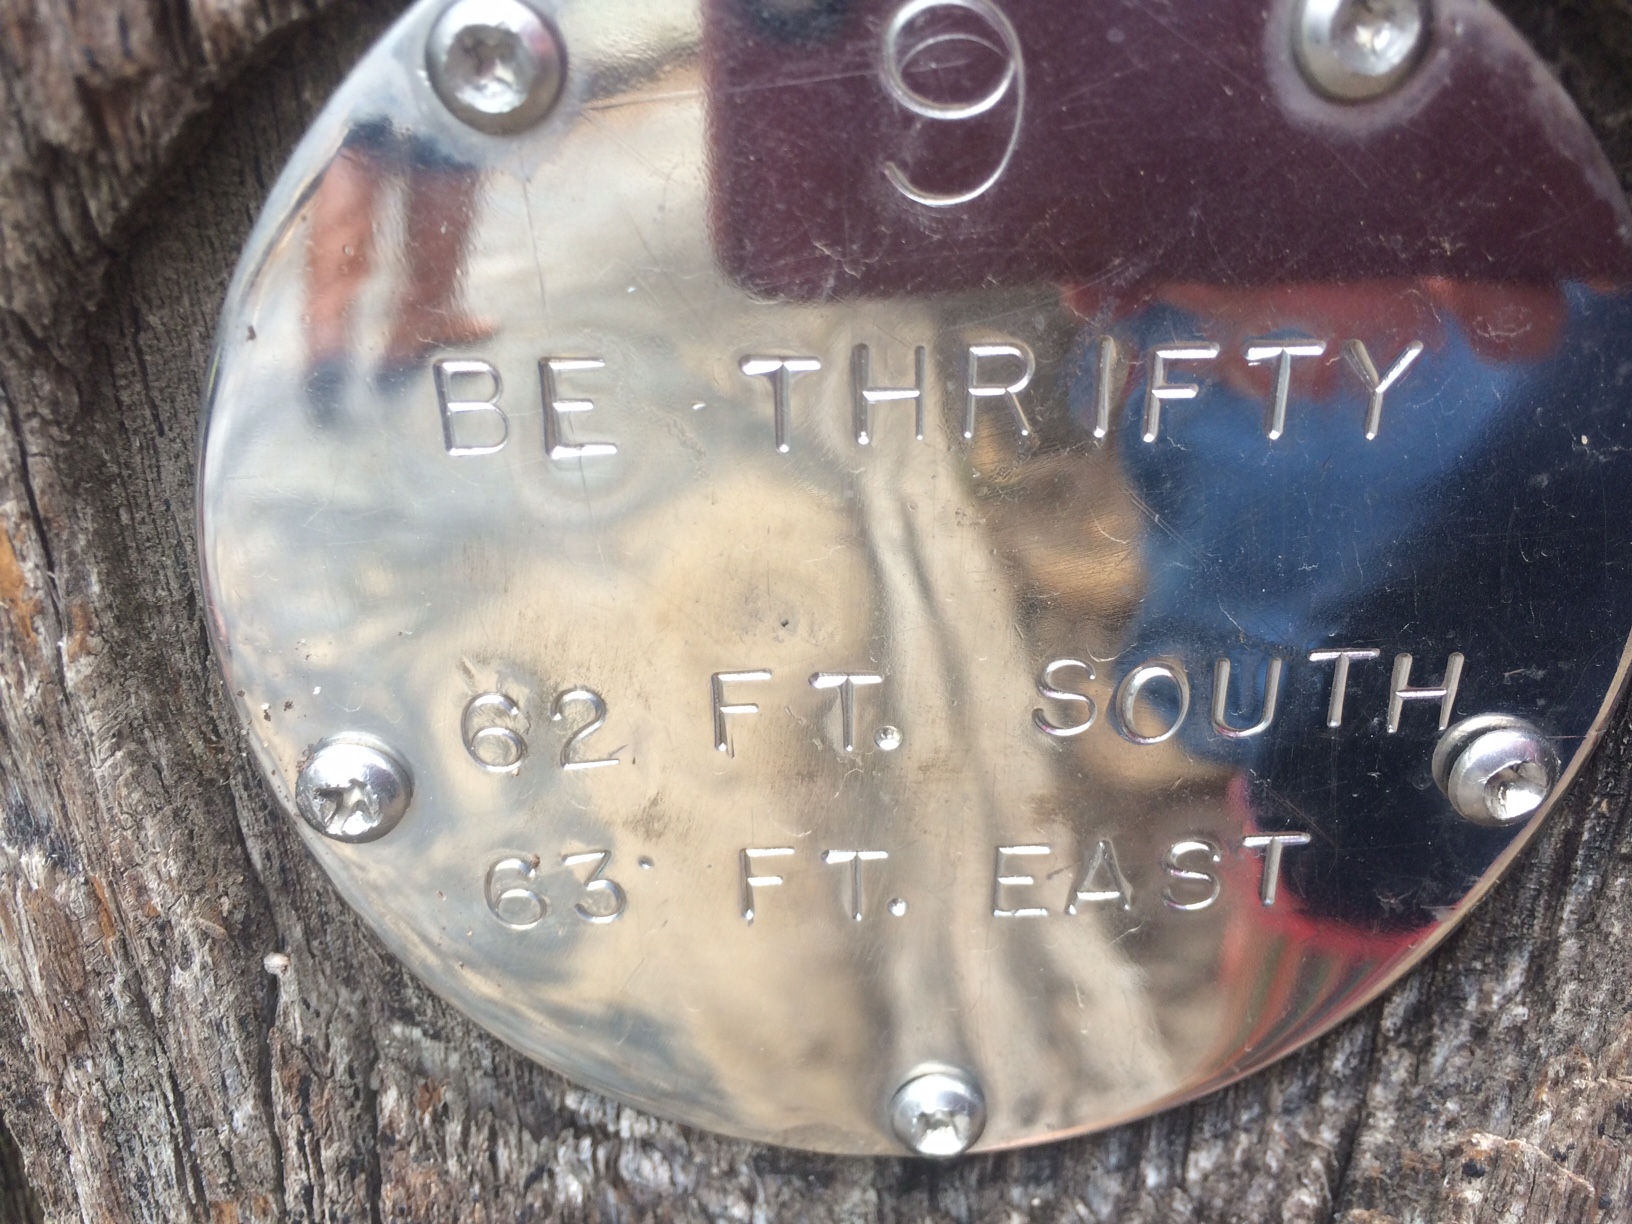 9
BE THRIFTY
62 FT. SOUTH
63 FT. EAST